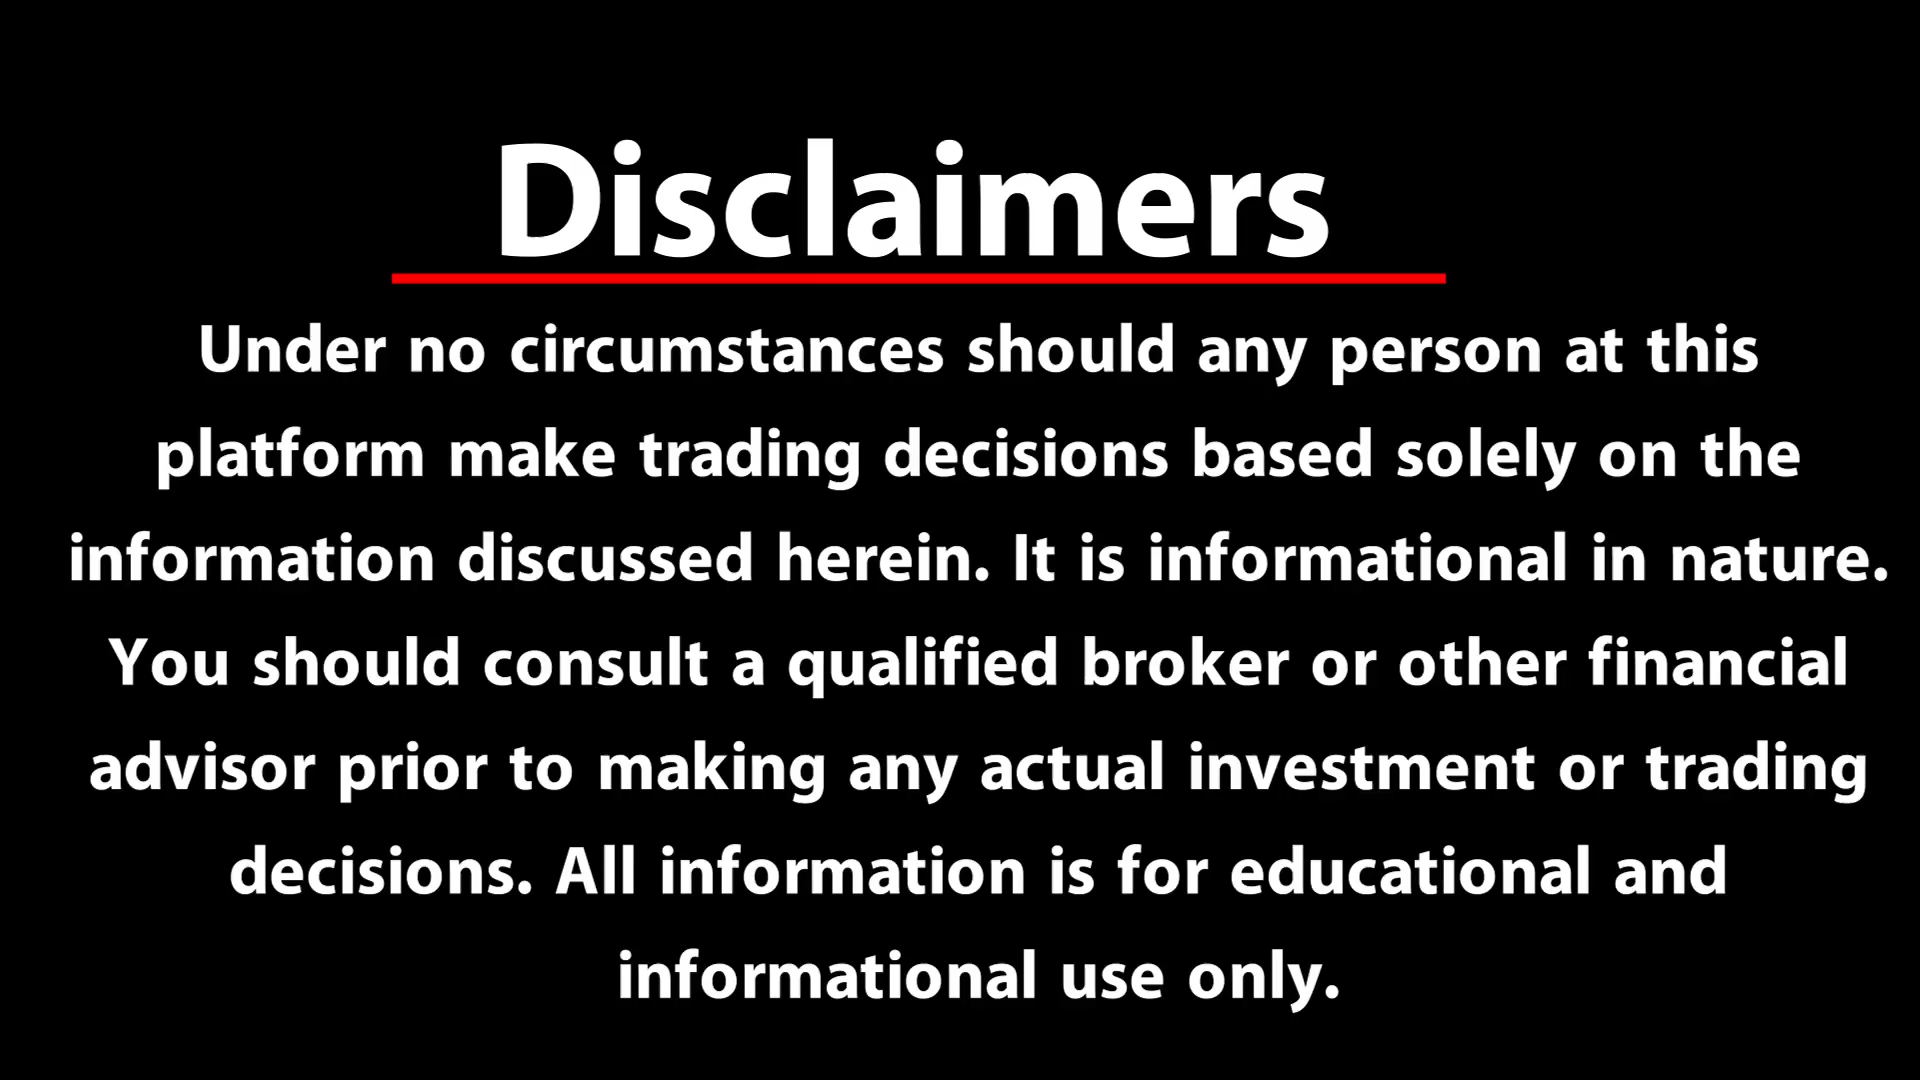 Disclaimers
Under no circumstances should any person at this
platform make trading decisions based solely on the
information discussed herein. It is informational in nature.
You should consult a qualified broker or other financial
advisor prior to making any actual investment or trading
decisions. All information is for educational and
informational use only.